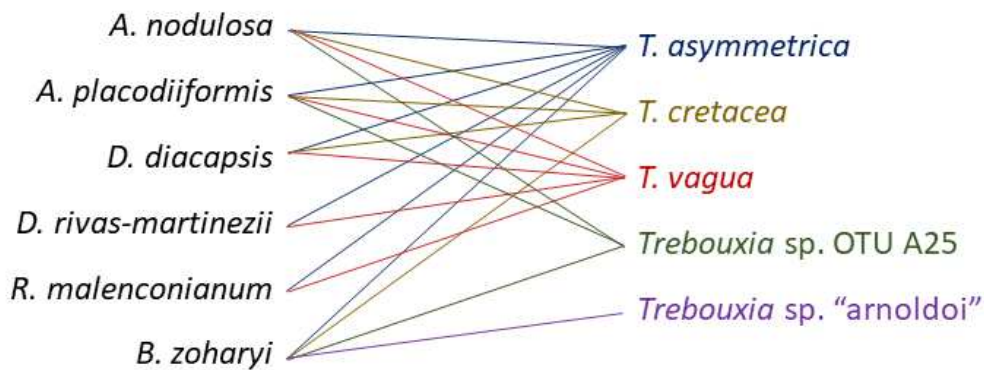 A. nodulosa
A. placodiiformis
D. diacapsis
D. rivas-martinezii
R. malenconianum
B. zoharyi
T. asymmetrica
T. cretacea
T. vagua
Trebouxia sp. OTU A25
Trebouxia sp. “arnoldoi”